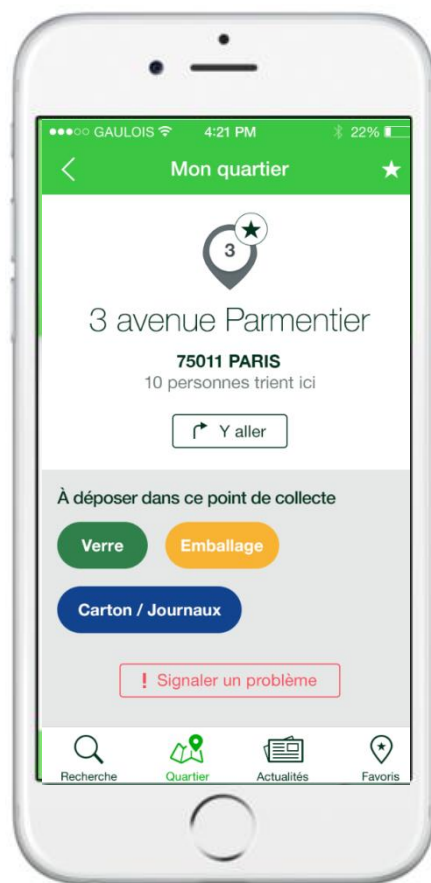 GAULOIS 4:21 PM 22%
Mon quartier
3
3 avenue Parmentier
75011 PARIS
10 personnes trient ici
Y aller
À déposer dans ce point de collecte
Verre Emballage
Carton / Journaux
! Signaler un problème
Recherche Quartier Actualités Favoris